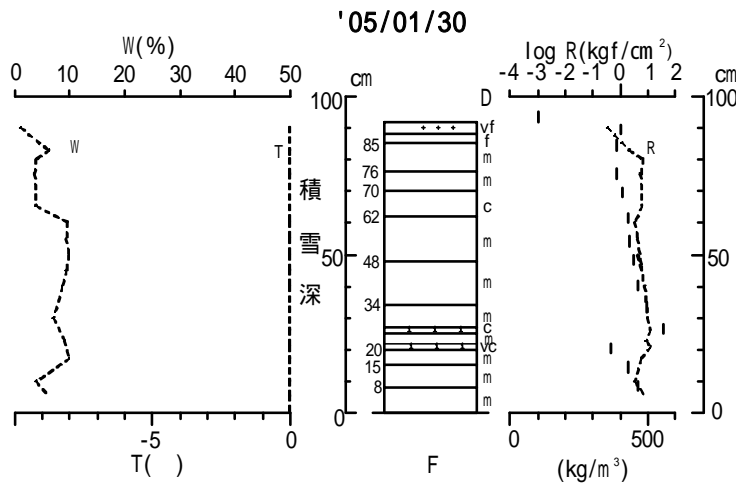 '05/01/30
W(%)
0 10 20 30 40 50
cm
log R(kgf/cm²)
-4 -3 -2 -1 0 1 2
cm
100
D
100
vf
f
85
W
T
m
R
76
m
70
積
c
62
雪
m
50
48
50
深
m
34
m
c
m
20
vc
m
15
m
8
m
0
0
-5 0
0 500
T( )
F
(kg/m³)